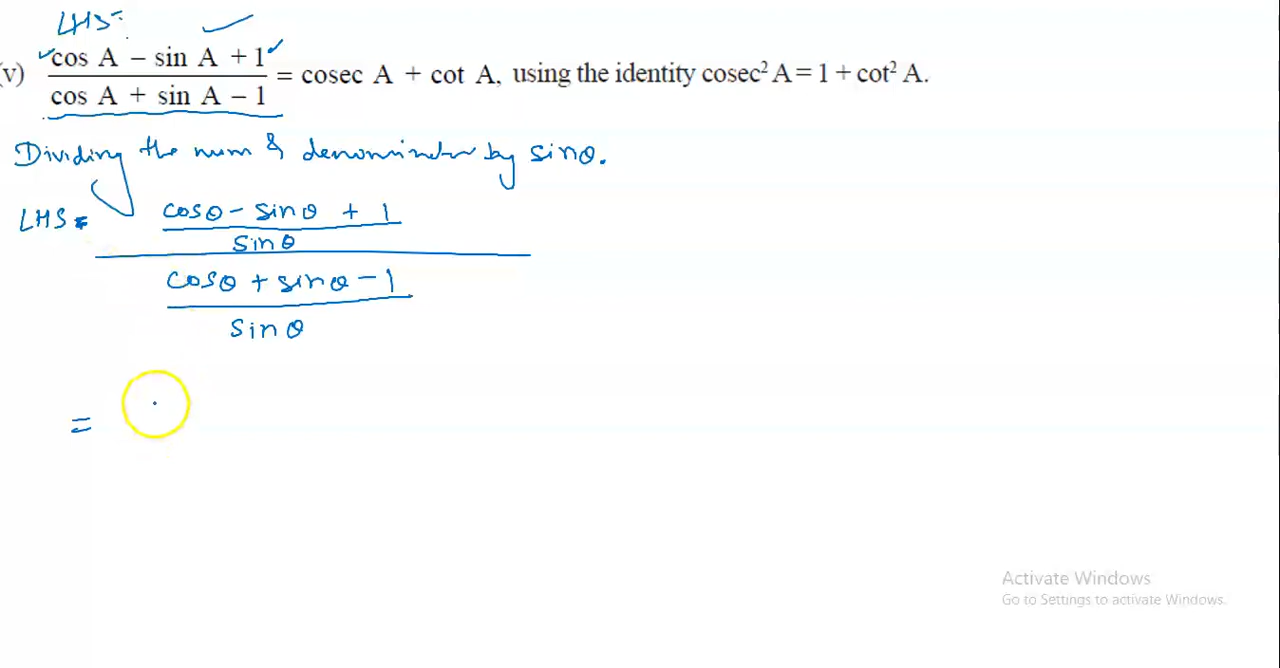 LHS:
(v) cos A − sin A + 1 / cos A + sin A − 1 = cosec A + cot A, using the identity cosec² A = 1 + cot² A.
Dividing the num & denominator by sinθ.
LHS = cosθ − sinθ + 1
sinθ
cosθ + sinθ − 1
sinθ
=
Activate Windows
Go to Settings to activate Windows.